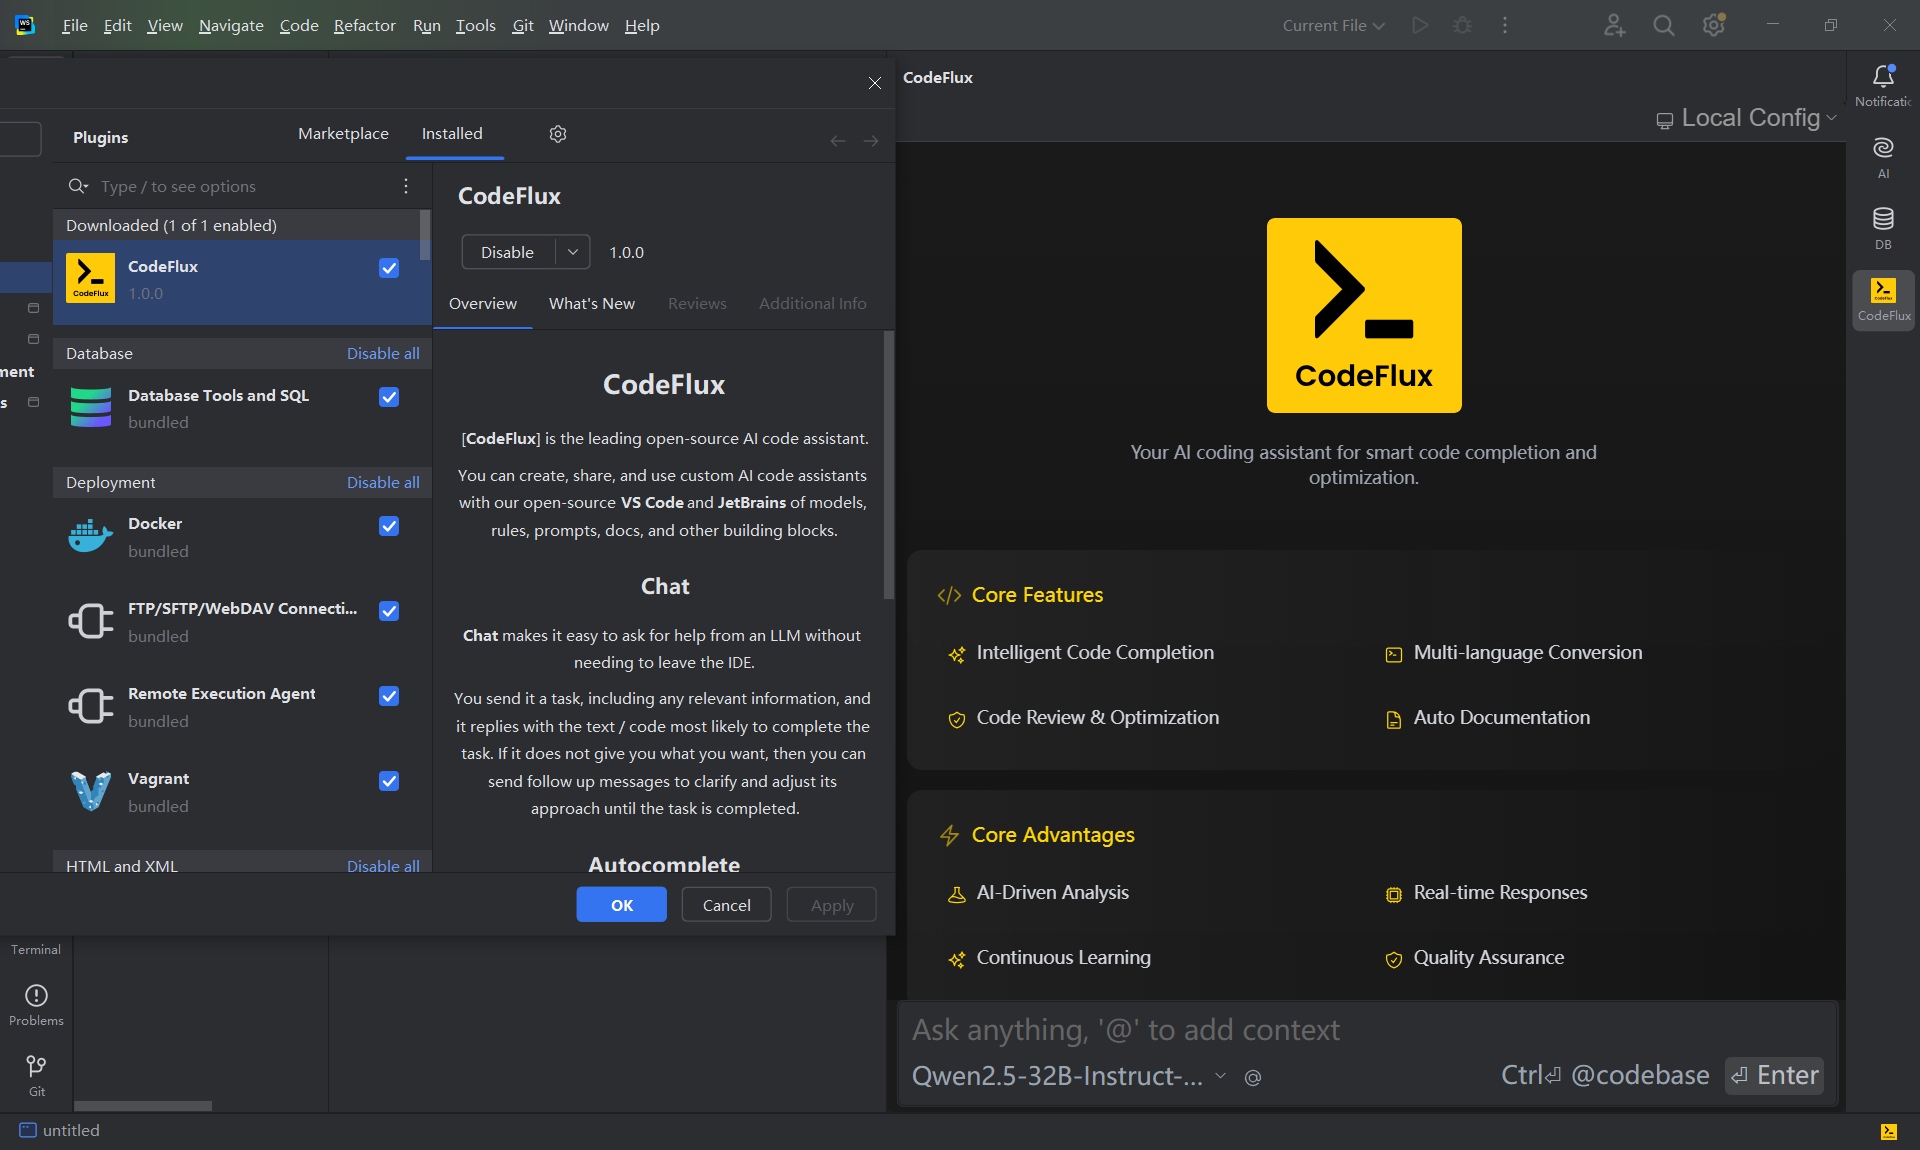 WS
File Edit View Navigate Code Refactor Run Tools Git Window Help
Current File
CodeFlux
Notificatic
Local Config
Plugins
Marketplace
Installed
Type / to see options
Downloaded (1 of 1 enabled)
CodeFlux
CodeFlux
1.0.0
Database
Disable all
Database Tools and SQL
bundled
Deployment
Disable all
Docker
bundled
FTP/SFTP/WebDAV Connecti...
bundled
Remote Execution Agent
bundled
Vagrant
bundled
HTML and XML
Disable all
ment
s
CodeFlux
Disable
1.0.0
Overview
What's New
Reviews
Additional Info
CodeFlux
[CodeFlux] is the leading open-source AI code assistant.
You can create, share, and use custom AI code assistants
with our open-source VS Code and JetBrains of models,
rules, prompts, docs, and other building blocks.
Chat
Chat makes it easy to ask for help from an LLM without
needing to leave the IDE.
You send it a task, including any relevant information, and
it replies with the text / code most likely to complete the
task. If it does not give you what you want, then you can
send follow up messages to clarify and adjust its
approach until the task is completed.
Autocomplete
OK
Cancel
Apply
Terminal
Problems
Git
untitled
CodeFlux
Your AI coding assistant for smart code completion and
optimization.
Core Features
Intelligent Code Completion
Multi-language Conversion
Code Review & Optimization
Auto Documentation
Core Advantages
AI-Driven Analysis
Real-time Responses
Continuous Learning
Quality Assurance
Ask anything, '@' to add context
Qwen2.5-32B-Instruct-...
@
Ctrl⏎ @codebase
⏎ Enter
AI
DB
CodeFlux
CodeFlux